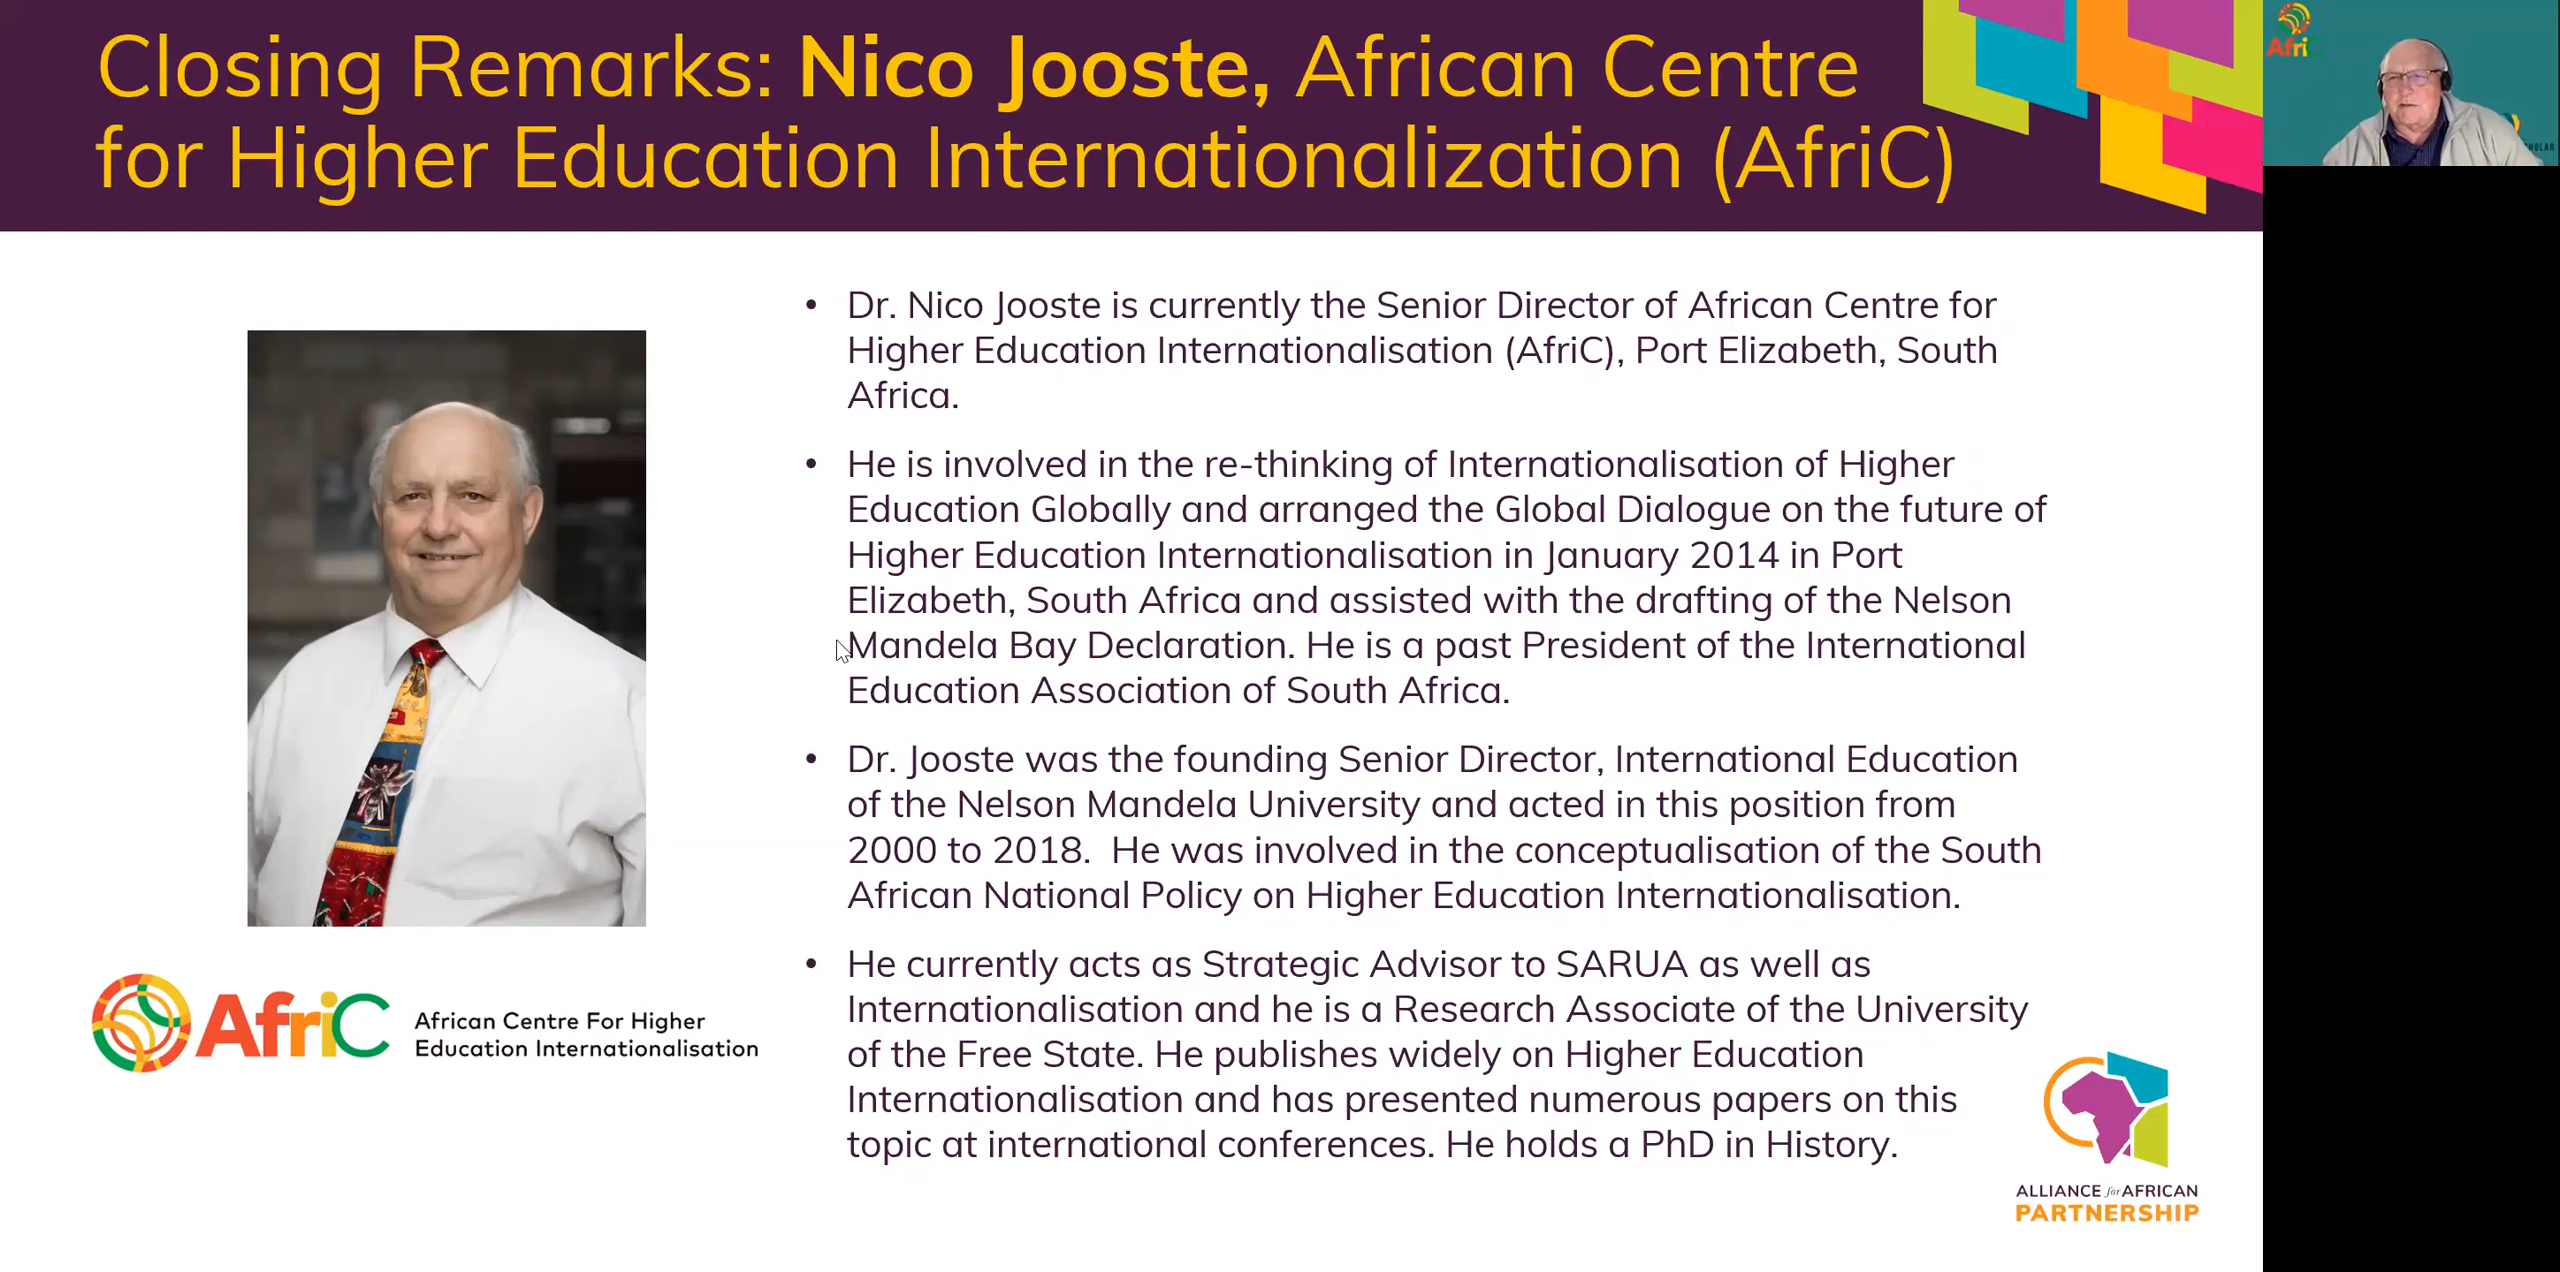 Closing Remarks: Nico Jooste, African Centre
for Higher Education Internationalization (AfriC)
• Dr. Nico Jooste is currently the Senior Director of African Centre for
Higher Education Internationalisation (AfriC), Port Elizabeth, South
Africa.
• He is involved in the re-thinking of Internationalisation of Higher
Education Globally and arranged the Global Dialogue on the future of
Higher Education Internationalisation in January 2014 in Port
Elizabeth, South Africa and assisted with the drafting of the Nelson
Mandela Bay Declaration. He is a past President of the International
Education Association of South Africa.
• Dr. Jooste was the founding Senior Director, International Education
of the Nelson Mandela University and acted in this position from
2000 to 2018.  He was involved in the conceptualisation of the South
African National Policy on Higher Education Internationalisation.
• He currently acts as Strategic Advisor to SARUA as well as
Internationalisation and he is a Research Associate of the University
of the Free State. He publishes widely on Higher Education
Internationalisation and has presented numerous papers on this
topic at international conferences. He holds a PhD in History.
AfriC
African Centre For Higher
Education Internationalisation
ALLIANCE for AFRICAN
PARTNERSHIP